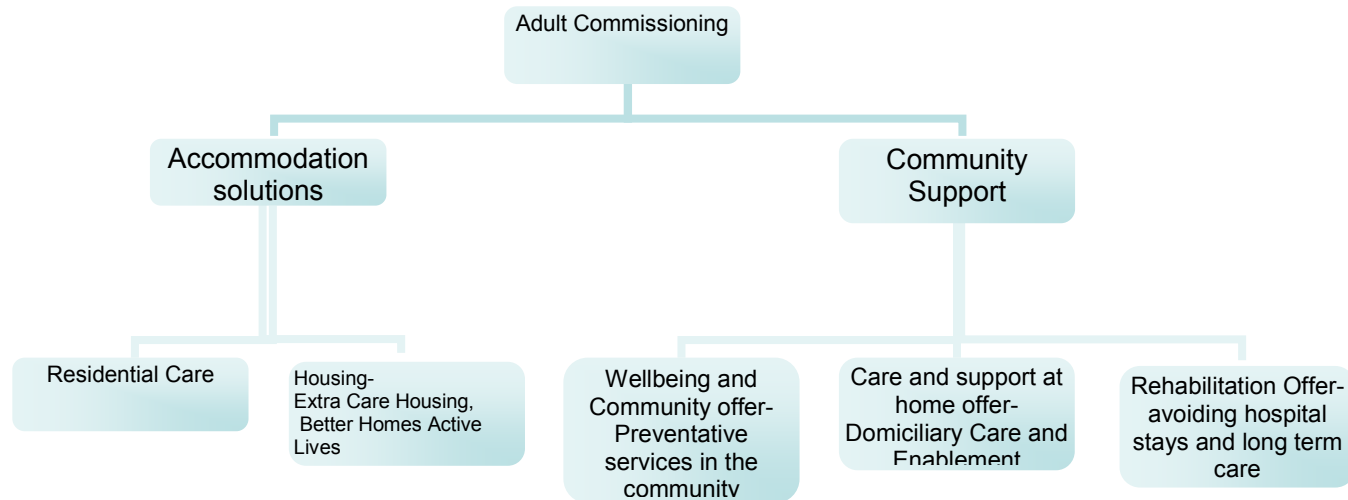 Adult Commissioning
Accommodation
solutions
Community
Support
Residential Care
Housing-
Extra Care Housing,
Better Homes Active
Lives
Wellbeing and
Community offer-
Preventative
services in the
community
Care and support at
home offer-
Domiciliary Care and
Enablement
Rehabilitation Offer-
avoiding hospital
stays and long term
care